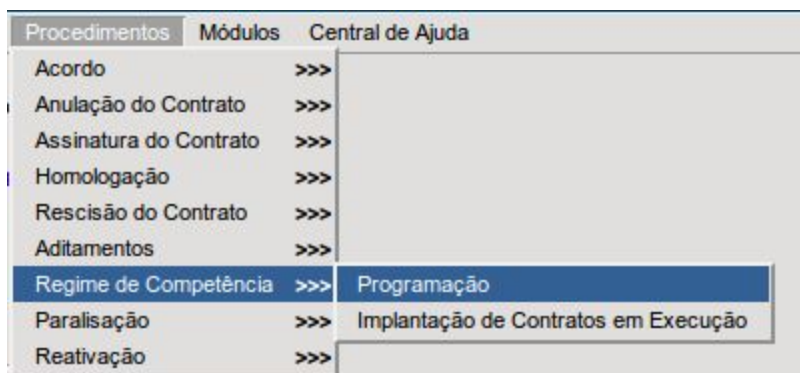 Procedimentos Módulos Central de Ajuda
Acordo >>>
Anulação do Contrato >>>
Assinatura do Contrato >>>
Homologação >>>
Rescisão do Contrato >>>
Aditamentos >>>
Regime de Competência >>> Programação
Paralisação >>> Implantação de Contratos em Execução
Reativação >>>